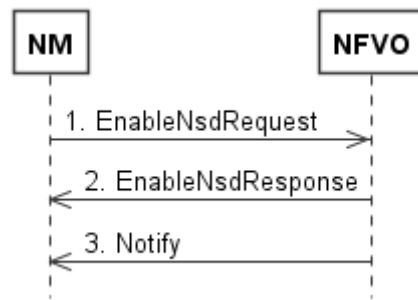 NM
NFVO
1. EnableNsdRequest
2. EnableNsdResponse
3. Notify